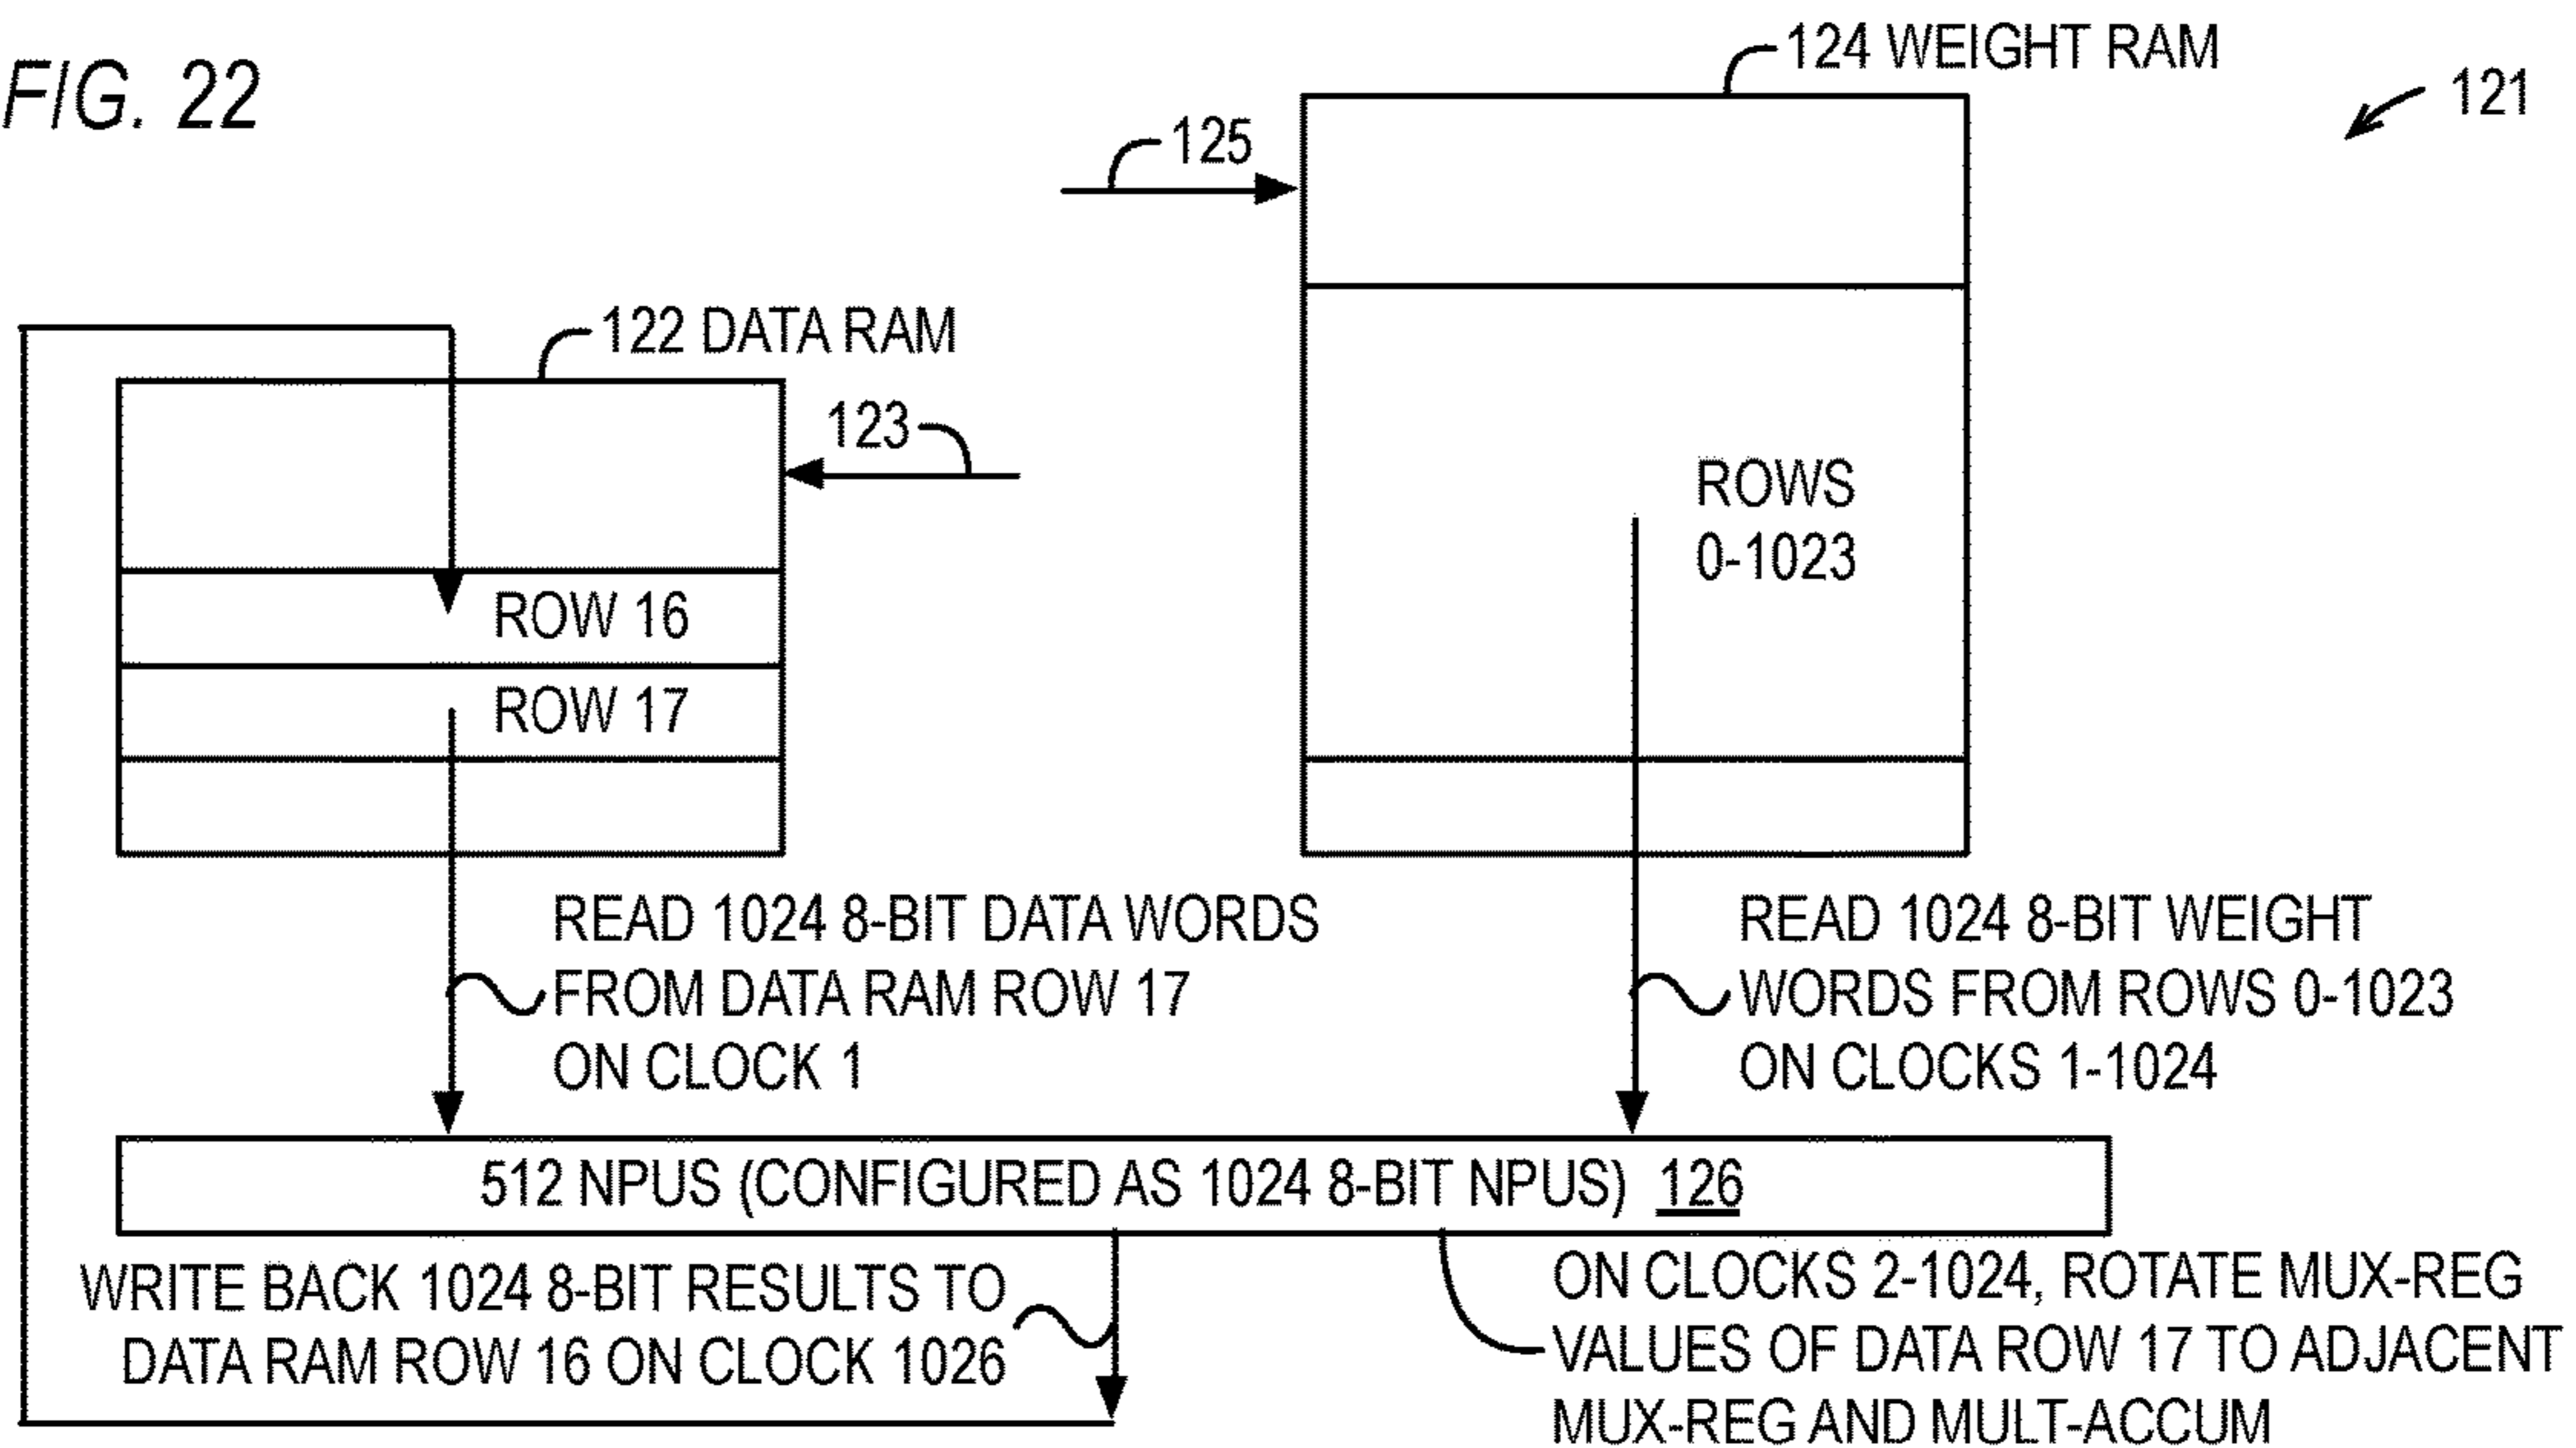 FIG. 22
124 WEIGHT RAM
121
125
122 DATA RAM
123
ROWS
0-1023
ROW 16
ROW 17
READ 1024 8-BIT DATA WORDS
FROM DATA RAM ROW 17
ON CLOCK 1
READ 1024 8-BIT WEIGHT
WORDS FROM ROWS 0-1023
ON CLOCKS 1-1024
512 NPUS (CONFIGURED AS 1024 8-BIT NPUS) 126
WRITE BACK 1024 8-BIT RESULTS TO
DATA RAM ROW 16 ON CLOCK 1026
ON CLOCKS 2-1024, ROTATE MUX-REG
VALUES OF DATA ROW 17 TO ADJACENT
MUX-REG AND MULT-ACCUM